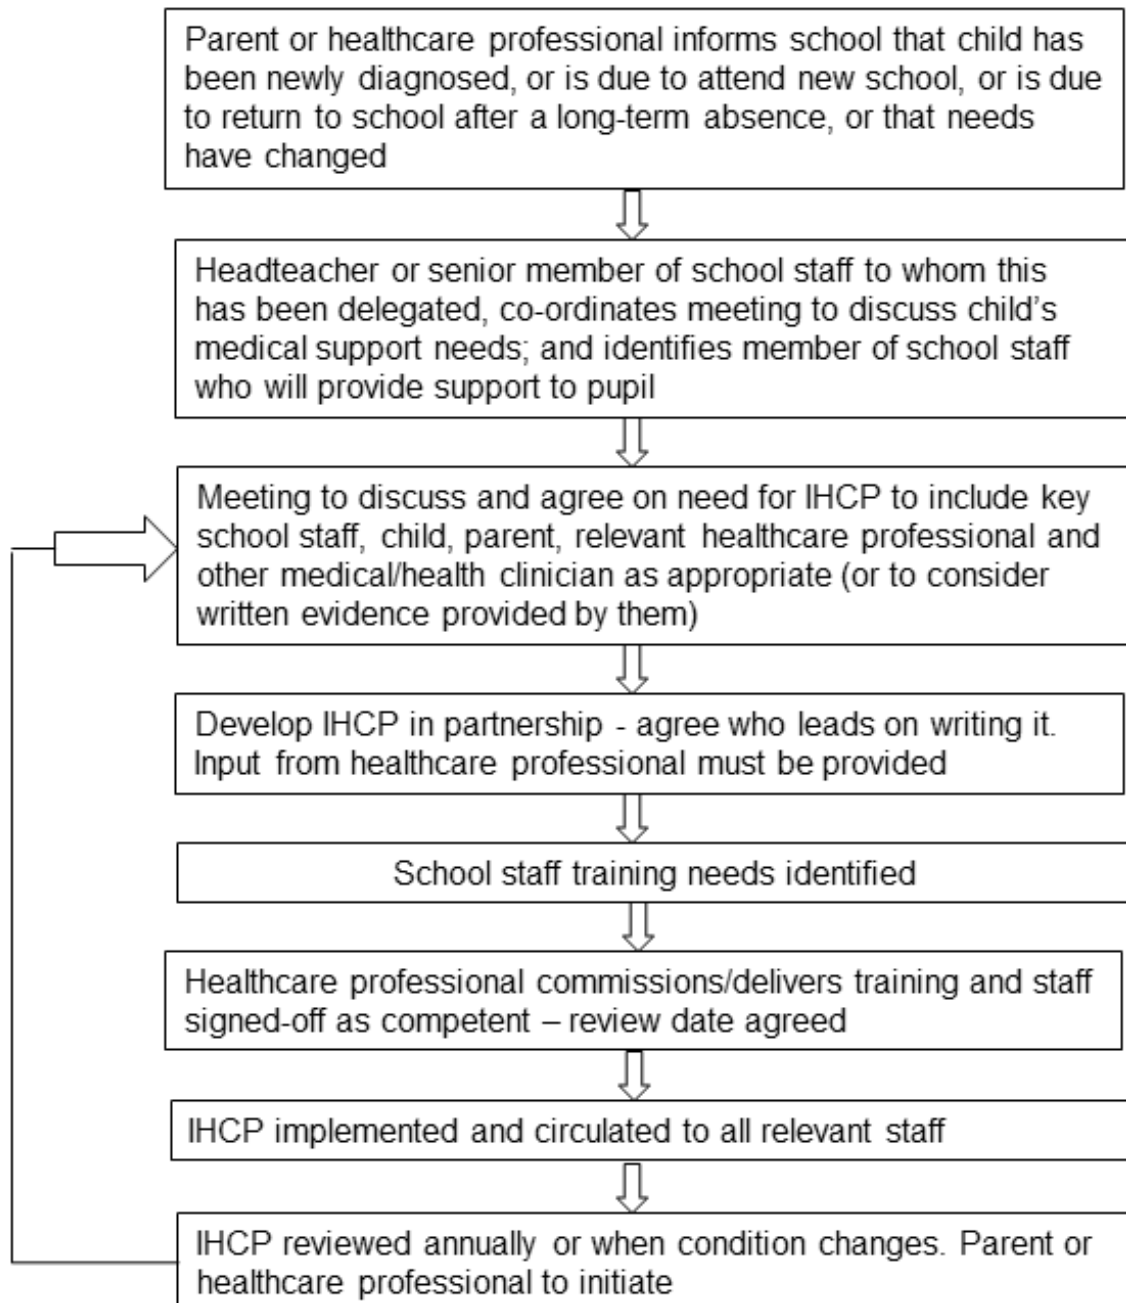 Parent or healthcare professional informs school that child has
been newly diagnosed, or is due to attend new school, or is due
to return to school after a long-term absence, or that needs
have changed
Headteacher or senior member of school staff to whom this
has been delegated, co-ordinates meeting to discuss child’s
medical support needs; and identifies member of school staff
who will provide support to pupil
Meeting to discuss and agree on need for IHCP to include key
school staff, child, parent, relevant healthcare professional and
other medical/health clinician as appropriate (or to consider
written evidence provided by them)
Develop IHCP in partnership - agree who leads on writing it.
Input from healthcare professional must be provided
School staff training needs identified
Healthcare professional commissions/delivers training and staff
signed-off as competent – review date agreed
IHCP implemented and circulated to all relevant staff
IHCP reviewed annually or when condition changes. Parent or
healthcare professional to initiate